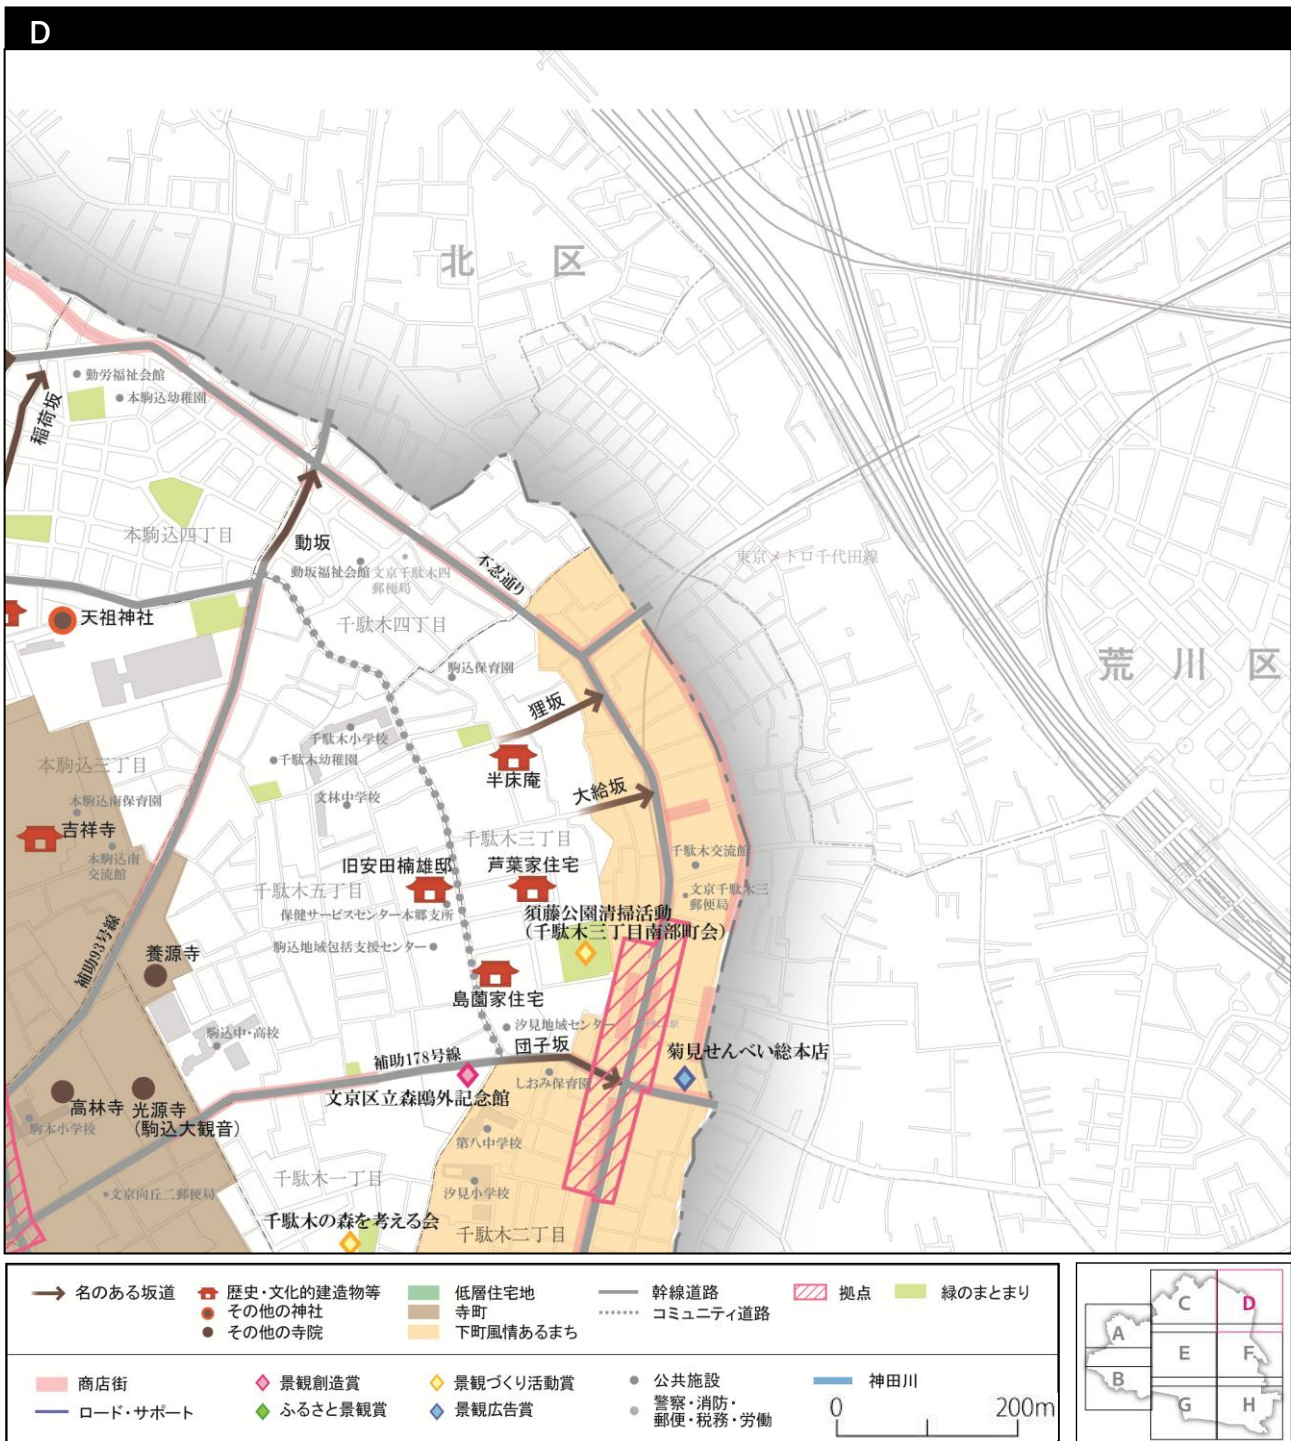 D
北 区
勤労福祉会館
本駒込幼稚園
稲荷坂
本駒込四丁目
動坂
動坂福祉会館
文京千駄木四
郵便局
不忍通り
東京メトロ千代田線
天祖神社
千駄木四丁目
駒込保育園
荒 川 区
狸坂
千駄木小学校
千駄木幼稚園
半床庵
本駒込三丁目
大給坂
本駒込南保育園
文林中学校
吉祥寺
千駄木三丁目
本駒込南
交流館
千駄木交流館
旧安田楠雄邸
芦葉家住宅
千駄木五丁目
文京千駄木三
郵便局
保健サービスセンター本郷支所
須藤公園清掃活動
(千駄木三丁目南部町会)
補助93号線
駒込地域包括支援センター
養源寺
島薗家住宅
駒込中・高校
汐見地域センター
団子坂
菊見せんべい総本店
補助178号線
しおみ保育園
文京区立森鴎外記念館
高林寺
光源寺
(駒込大観音)
駒本小学校
第八中学校
千駄木一丁目
汐見小学校
文京向丘二郵便局
千駄木の森を考える会
千駄木二丁目
名のある坂道
歴史・文化的建造物等
その他の神社
その他の寺院
低層住宅地
寺町
下町風情あるまち
幹線道路
コミュニティ道路
拠点
緑のまとまり
商店街
ロード・サポート
景観創造賞
ふるさと景観賞
景観づくり活動賞
景観広告賞
公共施設
警察・消防・
郵便・税務・労働
神田川
0 200m
A
B
C
D
E
F
G
H